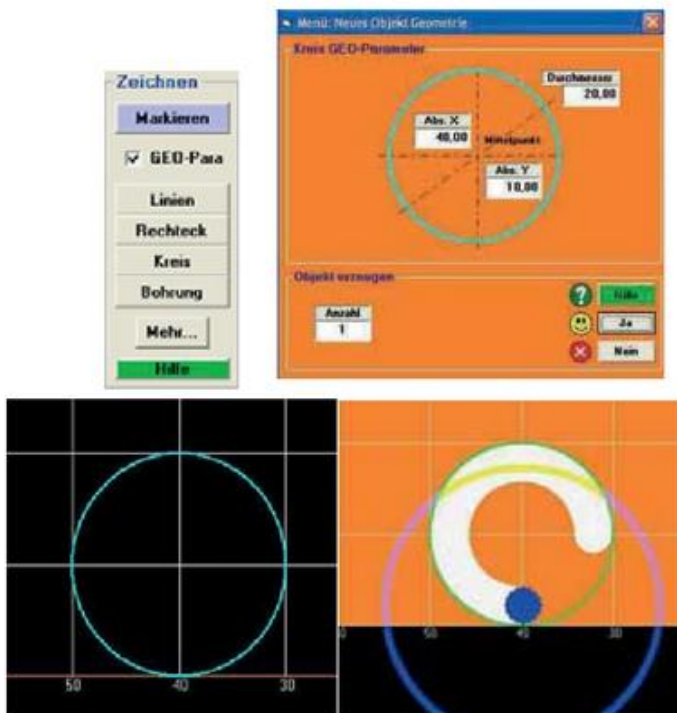 Zeichnen
Markieren
GEO-Para
Linien
Rechteck
Kreis
Bohrung
Mehr...
Hilfe
Menü: Neues Objekt Geometrie
Kreis GEO-Parameter
Durchmesser
20,00
Abs. X
40,00
Mittelpunkt
Abs. Y
10,00
Objekt erzeugen
Anzahl
1
?
Hilfe
Ja
Nein
50 40 30
50 40 30